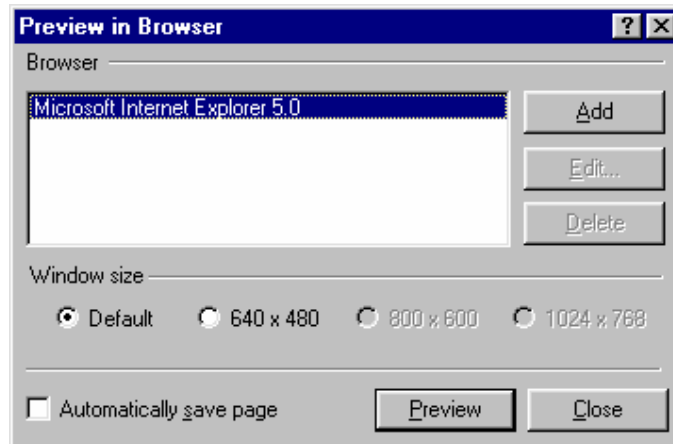 Preview in Browser
Browser
Microsoft Internet Explorer 5.0
Add
Edit...
Delete
Window size
Default 640 x 480 800 x 600 1024 x 768
Automatically save page Preview Close